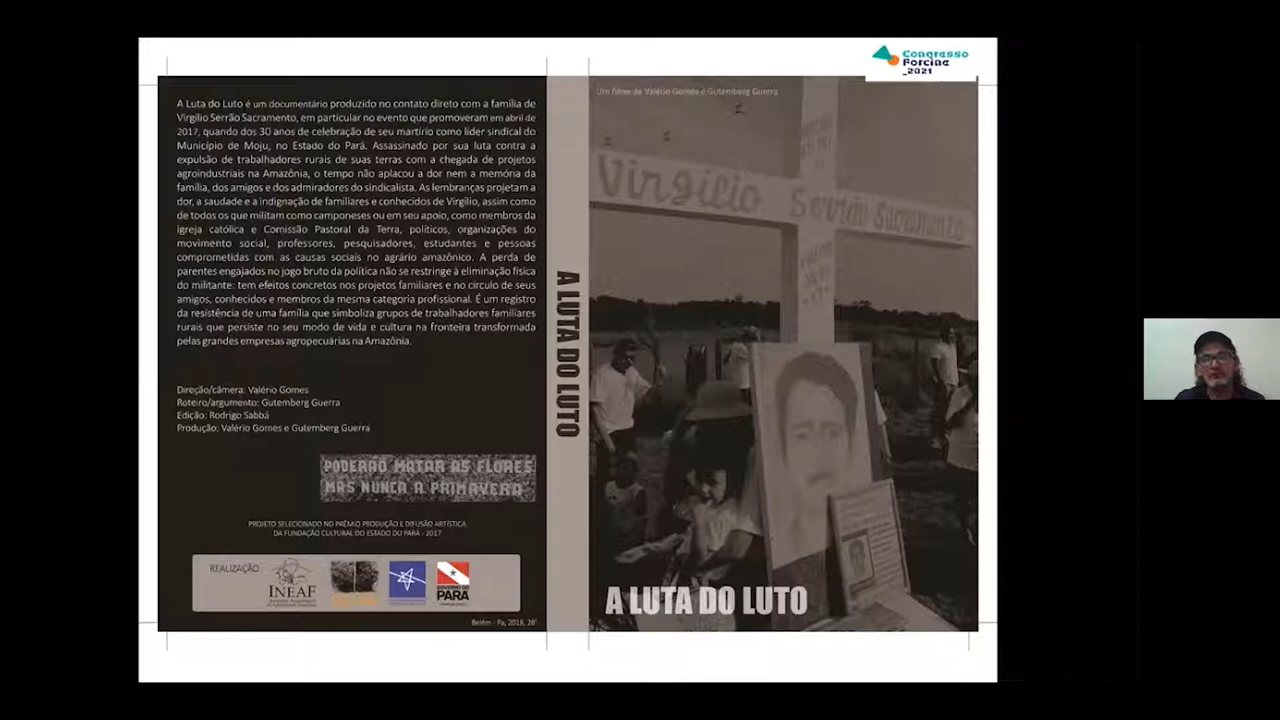 Congresso
Forcine
_2021
A Luta do Luto é um documentário produzido no contato direto com a família de
Virgílio Serrão Sacramento, em particular no evento que promoveram em abril de
2017, quando dos 30 anos de celebração de seu martírio como líder sindical do
Município de Moju, no Estado do Pará. Assassinado por sua luta contra a
expulsão de trabalhadores rurais de suas terras com a chegada de projetos
agroindustriais na Amazônia, o tempo não aplacou a dor nem a memória da
família, dos amigos e dos admiradores do sindicalista. As lembranças projetam a
dor, a saudade e a indignação de familiares e conhecidos de Virgílio, assim como
de todos os que militam como camponeses ou em seu apoio, como membros da
igreja católica e Comissão Pastoral da Terra, políticos, organizações do
movimento social, professores, pesquisadores, estudantes e pessoas
comprometidas com as causas sociais no agrário amazônico. A perda de
parentes engajados no jogo bruto da política não se restringe à eliminação física
do militante: tem efeitos concretos nos projetos familiares e no círculo de seus
amigos, conhecidos e membros da mesma categoria profissional. É um registro
da resistência de uma família que simboliza grupos de trabalhadores familiares
rurais que persiste no seu modo de vida e cultura na fronteira transformada
pelas grandes empresas agropecuárias na Amazônia.
Direção/câmera: Valério Gomes
Roteiro/argumento: Gutemberg Guerra
Edição: Rodrigo Sabbá
Produção: Valério Gomes e Gutemberg Guerra
PODERÃO MATAR AS FLORES
MAS NUNCA A PRIMAVERA
PROJETO SELECIONADO NO PRÊMIO PRODUÇÃO E DIFUSÃO ARTÍSTICA
DA FUNDAÇÃO CULTURAL DO ESTADO DO PARÁ - 2017
REALIZAÇÃO
INEAF
GOVERNO DO
PARÁ
Belém - Pa, 2018, 28'
A LUTA DO LUTO
Um filme de Valério Gomes e Gutemberg Guerra
Virgílio Serrão Sacramento
A LUTA DO LUTO